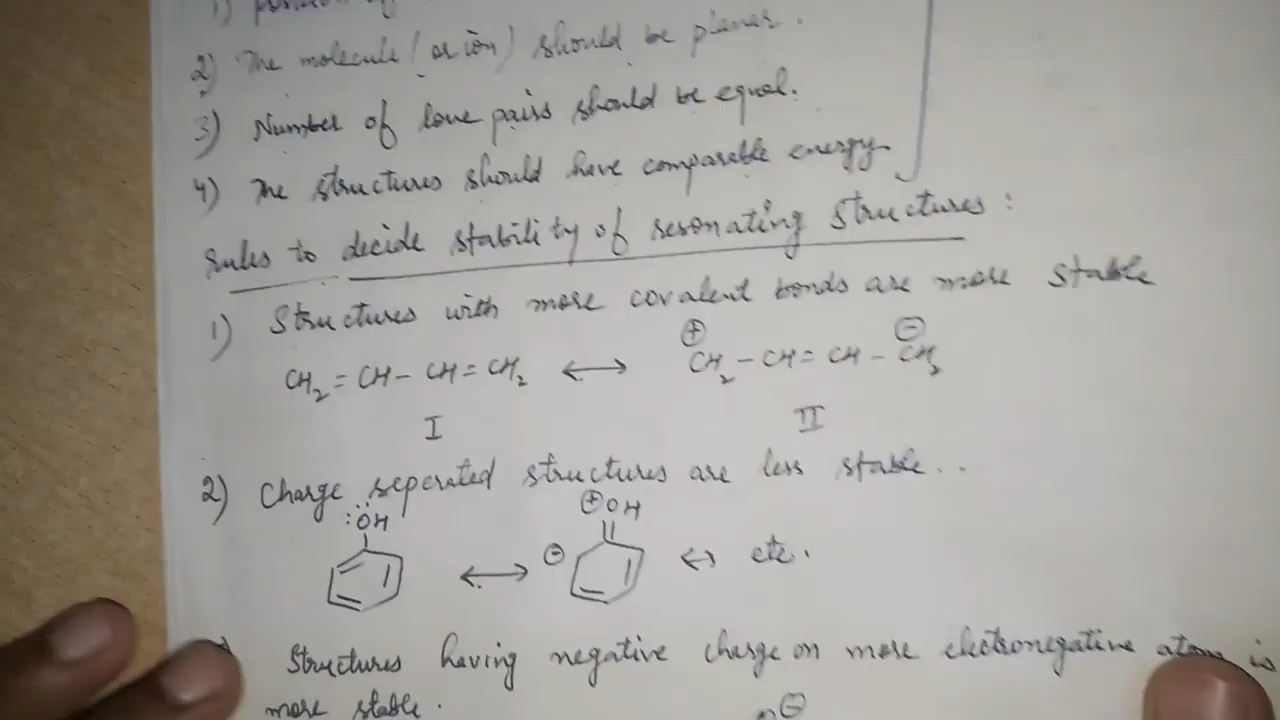 1)
2) The molecule (or ion) should be planar.
3) Number of lone pairs should be equal.
4) The structures should have comparable energy
Rules to decide stability of resonating structures:
1) Structures with more covalent bonds are more stable
CH2 = CH - CH = CH2 ⟷ ⊕CH2 - CH = CH - ⊖CH2
I II
2) Charge seperated structures are less stable..
:ÖH ⊕OH
⟷ ⊖ ↔ etc.
Structures having negative charge on more electronegative atom is
more stable. ⊖